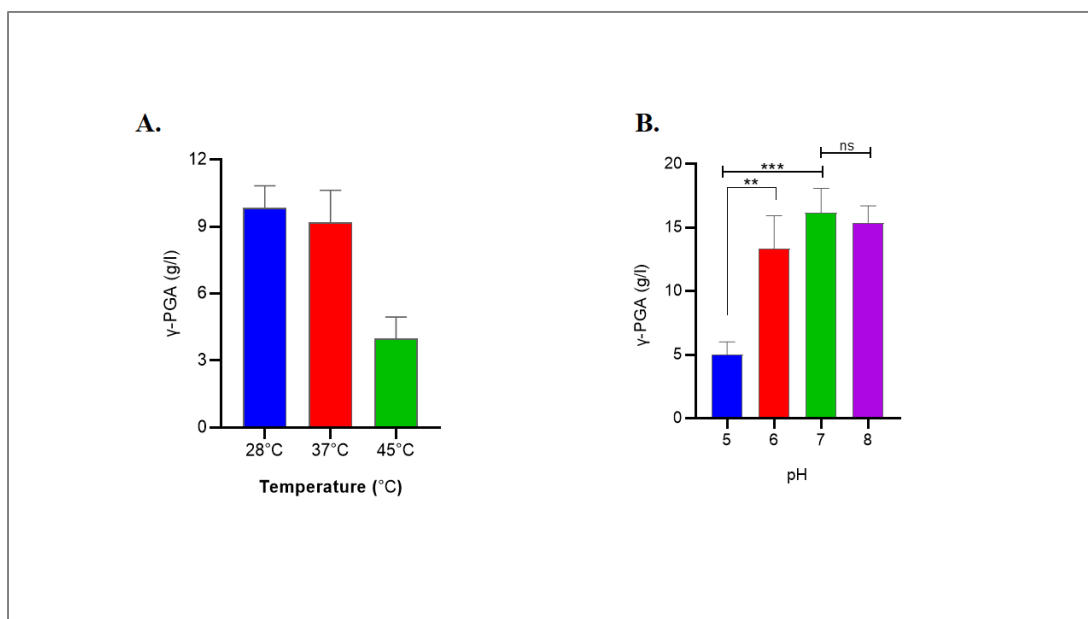 A.
γ-PGA (g/l)
12
9
6
3
0
28°C 37°C 45°C
Temperature (°C)
B.
γ-PGA (g/l)
20
15
10
5
0
ns
***
**
5 6 7 8
pH